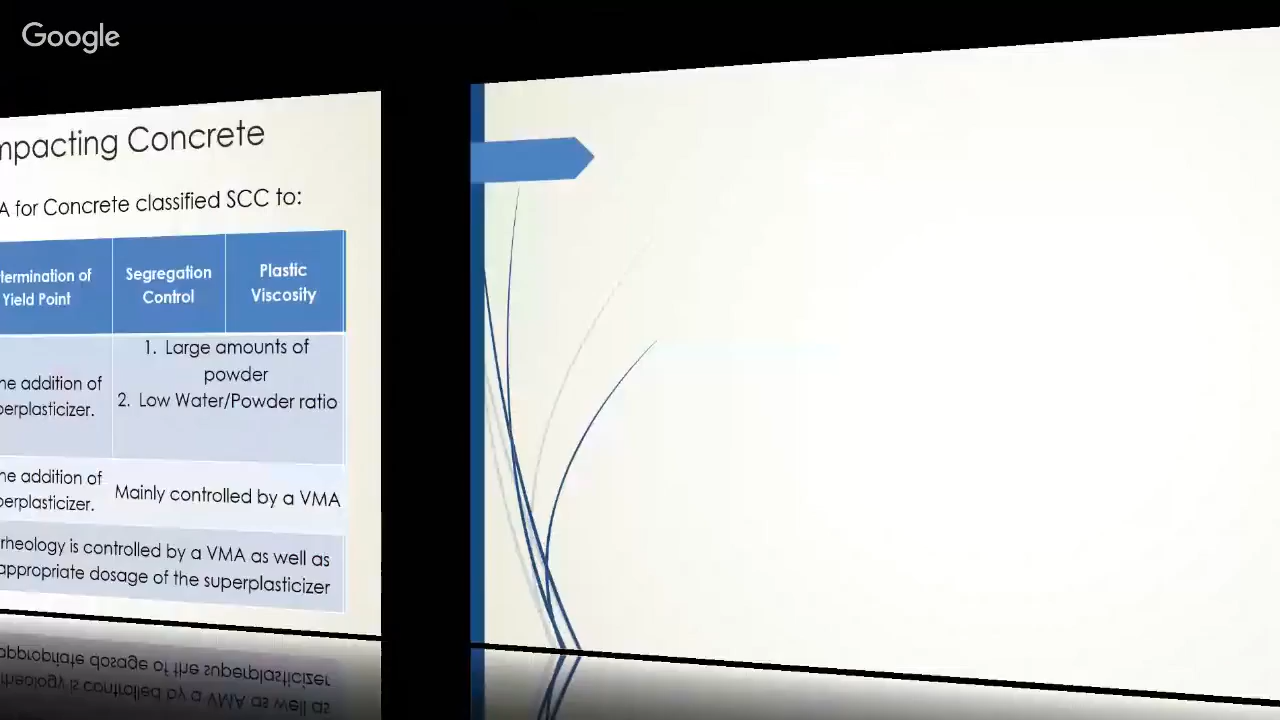 Google
mpacting Concrete
A for Concrete classified SCC to:
termination of
Yield Point
Segregation
Control
Plastic
Viscosity
he addition of
perplasticizer.
1. Large amounts of
powder
2. Low Water/Powder ratio
he addition of
perplasticizer.
Mainly controlled by a VMA
rheology is controlled by a VMA as well as
appropriate dosage of the superplasticizer